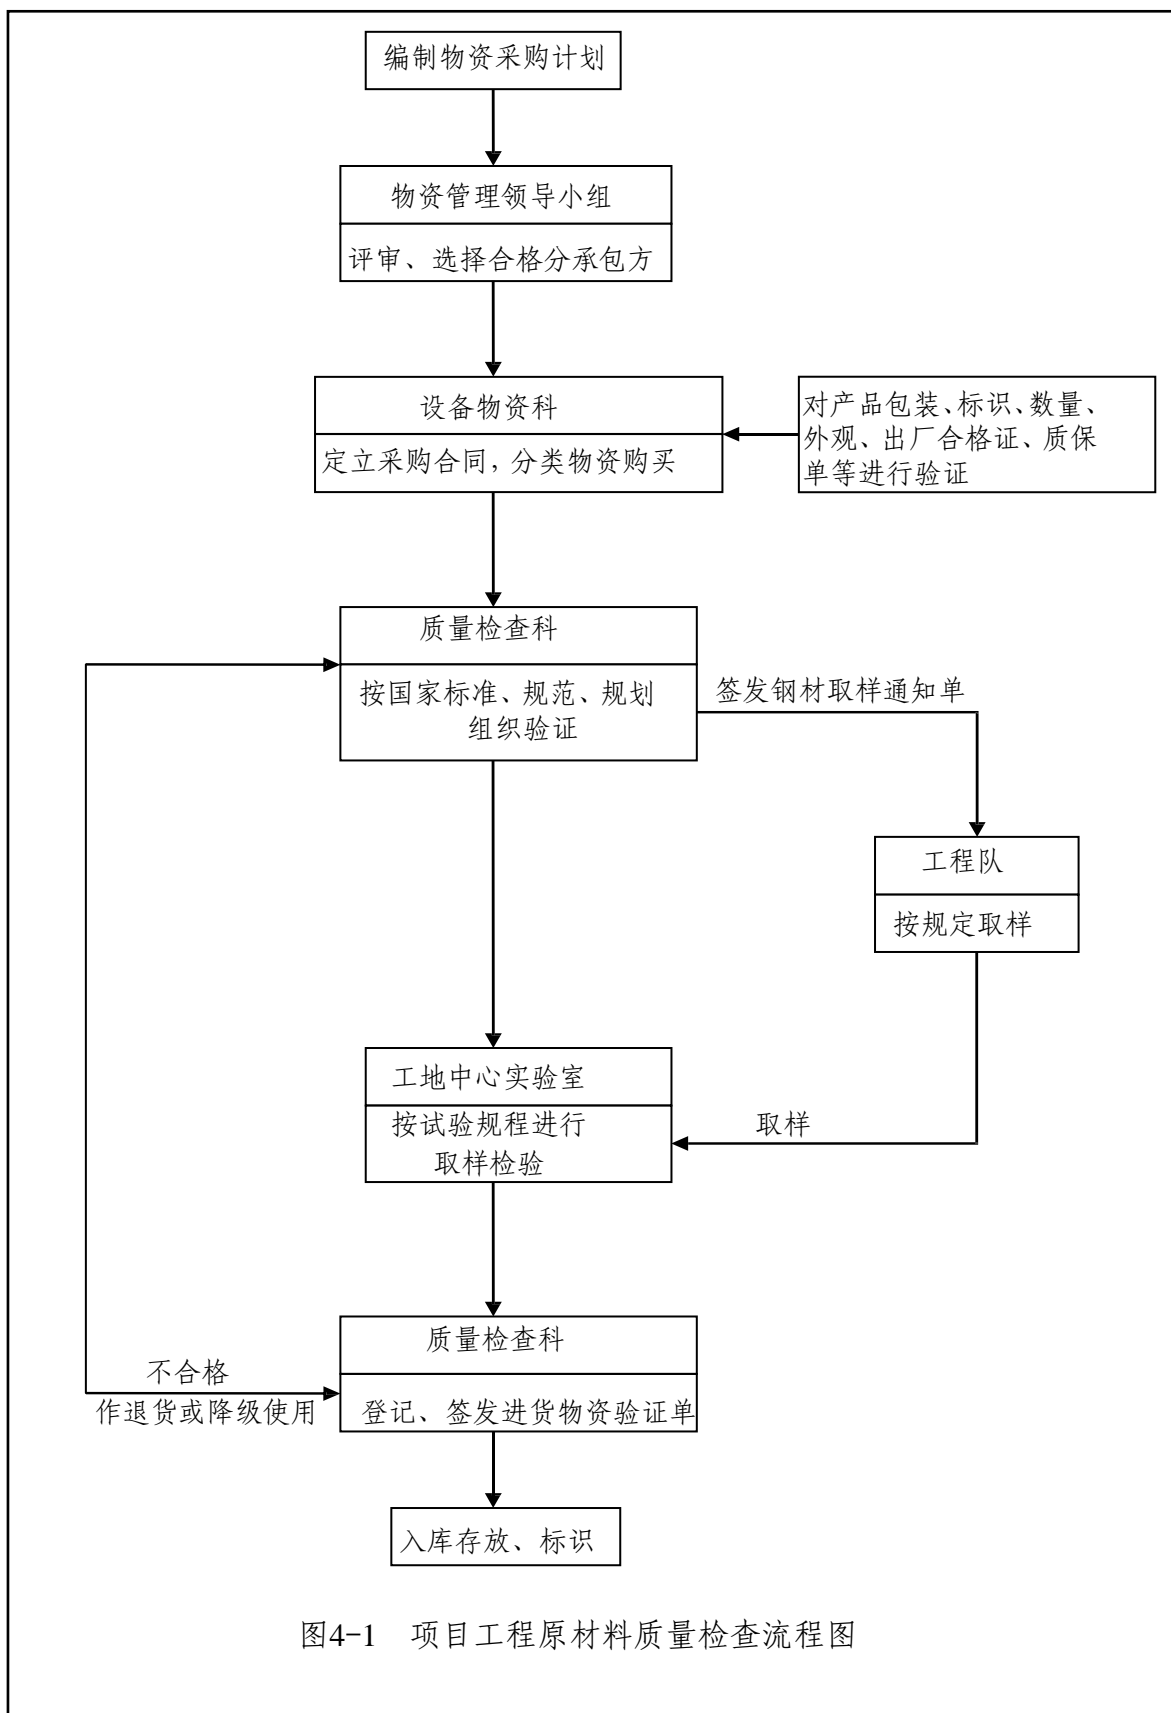 编制物资采购计划
物资管理领导小组
评审、选择合格分承包方
设备物资科
定立采购合同，分类物资购买
对产品包装、标识、数量、
外观、出厂合格证、质保
单等进行验证
质量检查科
按国家标准、规范、规划
组织验证
签发钢材取样通知单
工程队
按规定取样
工地中心实验室
按试验规程进行
取样检验
取样
质量检查科
登记、签发进货物资验证单
不合格
作退货或降级使用
入库存放、标识
图4-1 项目工程原材料质量检查流程图